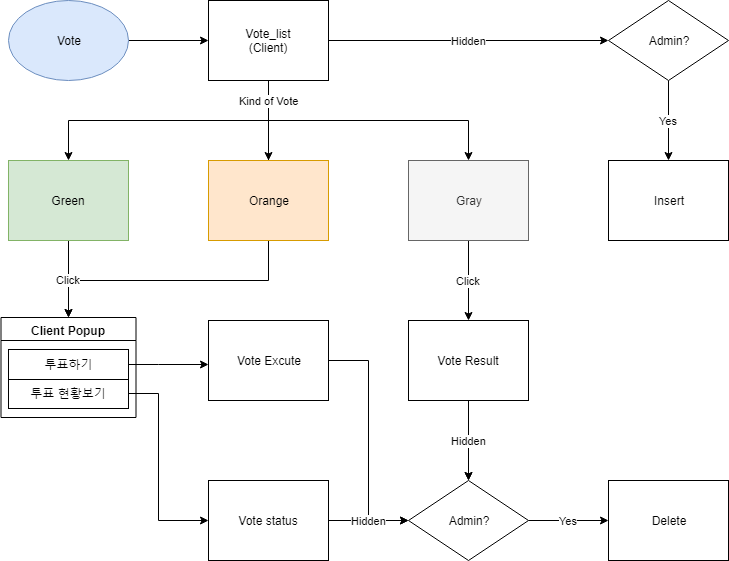 Vote
Vote_list
(Client)
Hidden
Admin?
Kind of Vote
Yes
Green
Orange
Gray
Insert
Click
Click
Client Popup
투표하기
투표 현황보기
Vote Excute
Vote Result
Hidden
Vote status
Hidden
Admin?
Yes
Delete